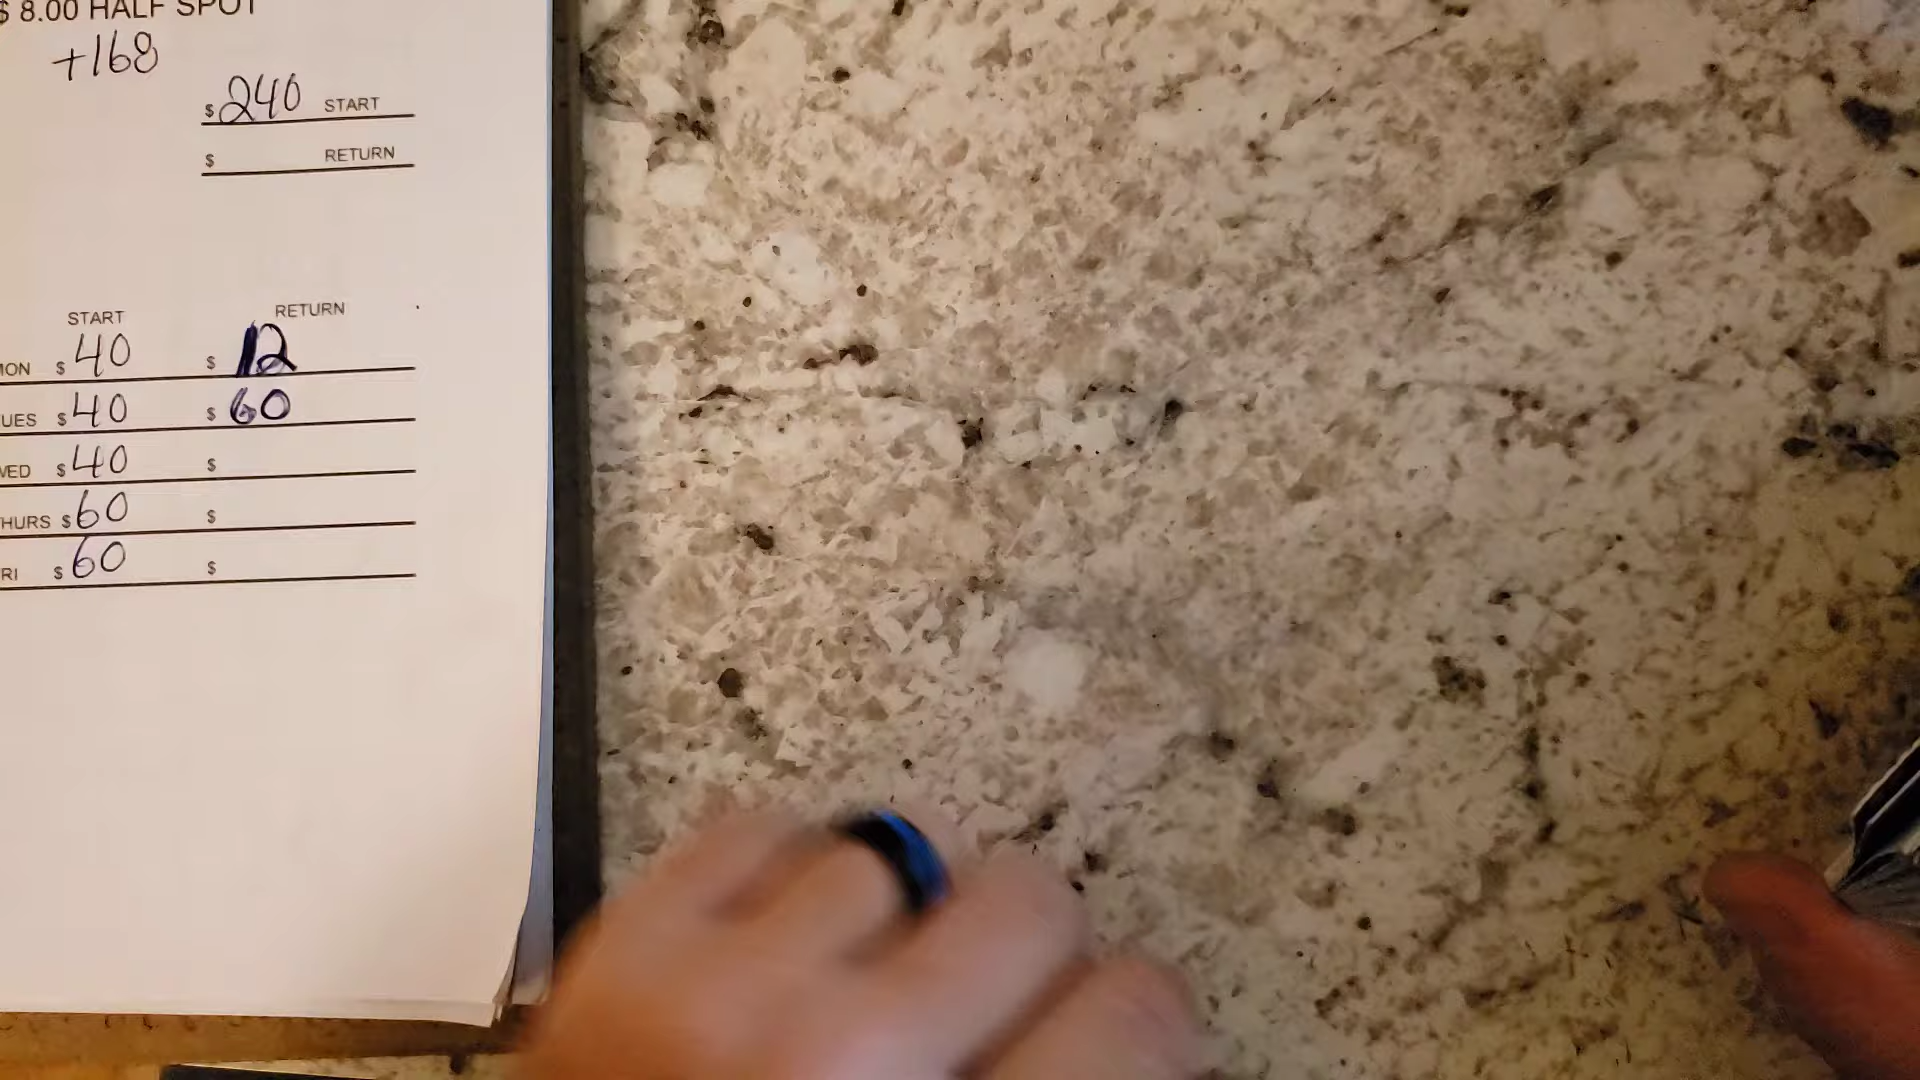 $ 8.00 HALF SPOT
+168
$ 240 START
$ RETURN
START RETURN
MON $ 40 $ 12
UES $ 40 $ 60
WED $ 40 $
HURS $ 60 $
RI $ 60 $